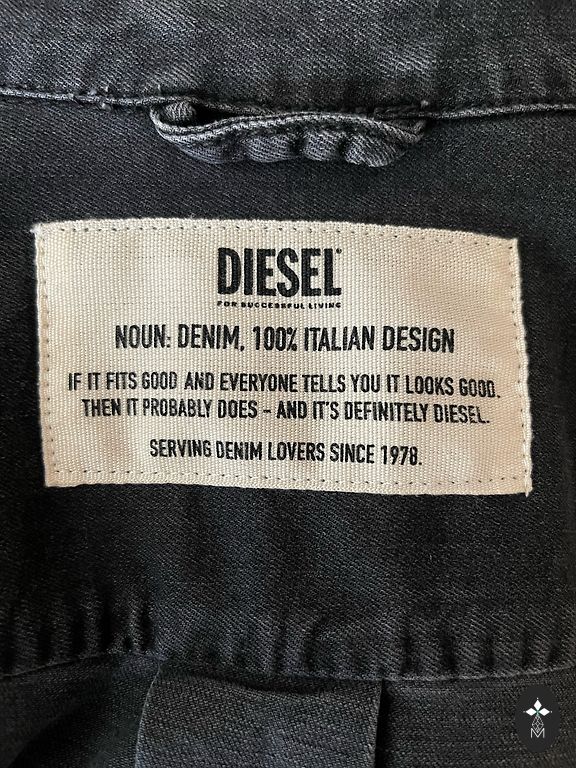 DIESEL
FOR SUCCESSFUL LIVING
NOUN: DENIM, 100% ITALIAN DESIGN
IF IT FITS GOOD AND EVERYONE TELLS YOU IT LOOKS GOOD.
THEN IT PROBABLY DOES - AND IT'S DEFINITELY DIESEL.
SERVING DENIM LOVERS SINCE 1978.